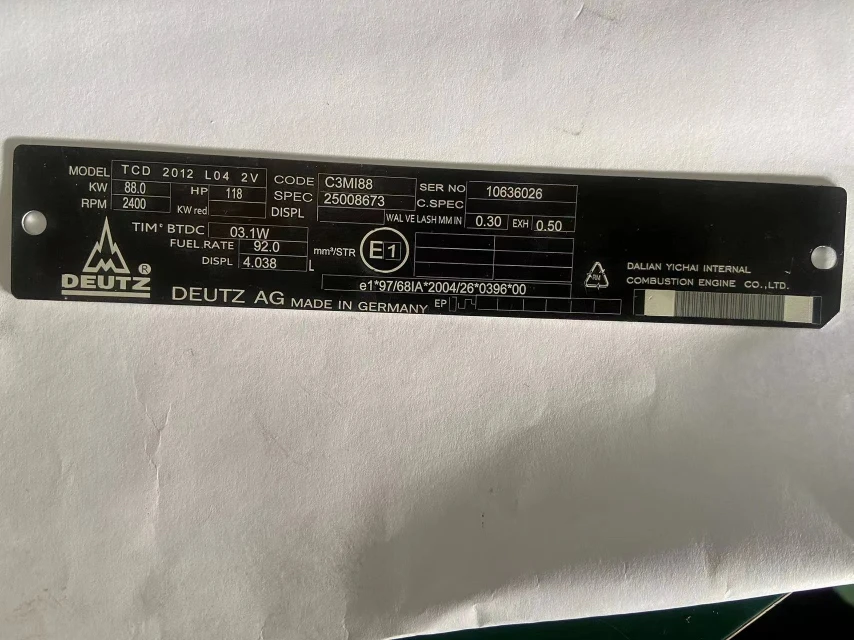 MODEL TCD 2012 L04 2V CODE C3MI88 SER NO 10636026
KW 88.0 HP 118 SPEC 25008673 C.SPEC
RPM 2400 KW red DISPL WAL VE LASH MM IN 0.30 EXH 0.50
TIM° BTDC 03.1W
FUEL RATE 92.0 mm³/STR E1
DISPL 4.038 L
e1*97/68IA*2004/26*0396*00
DEUTZ ®
DEUTZ AG MADE IN GERMANY EP
RM
DALIAN YICHAI INTERNAL
COMBUSTION ENGINE CO.,LTD.